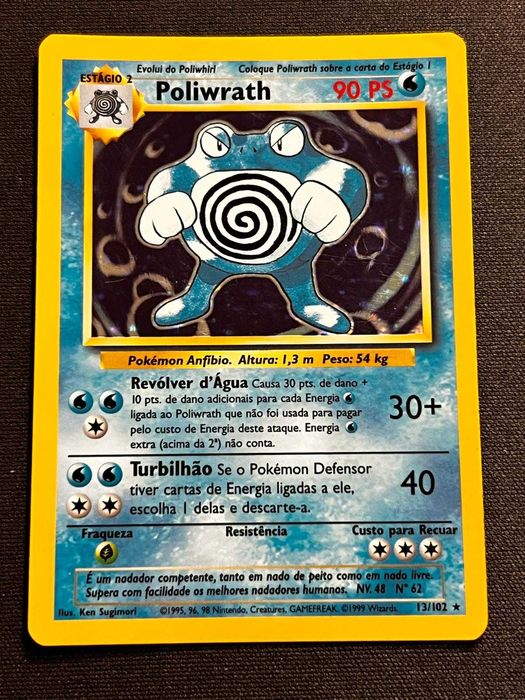 Evolui do Poliwhirl Coloque Poliwrath sobre a carta do Estágio 1
ESTÁGIO 2
Poliwrath 90 PS
Pokémon Anfíbio. Altura: 1,3 m Peso: 54 kg
Revólver d'Água Causa 30 pts. de dano +
10 pts. de dano adicionais para cada Energia
ligada ao Poliwrath que não foi usada para pagar
pelo custo de Energia deste ataque. Energia
extra (acima da 2ª) não conta.
30+
Turbilhão Se o Pokémon Defensor
tiver cartas de Energia ligadas a ele,
escolha 1 delas e descarte-a.
40
Fraqueza Resistência Custo para Recuar
É um nadador competente, tanto em nado de peito como em nado livre.
Supera com facilidade os melhores nadadores humanos. NV. 48 Nº 62
Ilus. Ken Sugimori ©1995, 96, 98 Nintendo, Creatures, GAMEFREAK. ©1999 Wizards. 13/102 ★